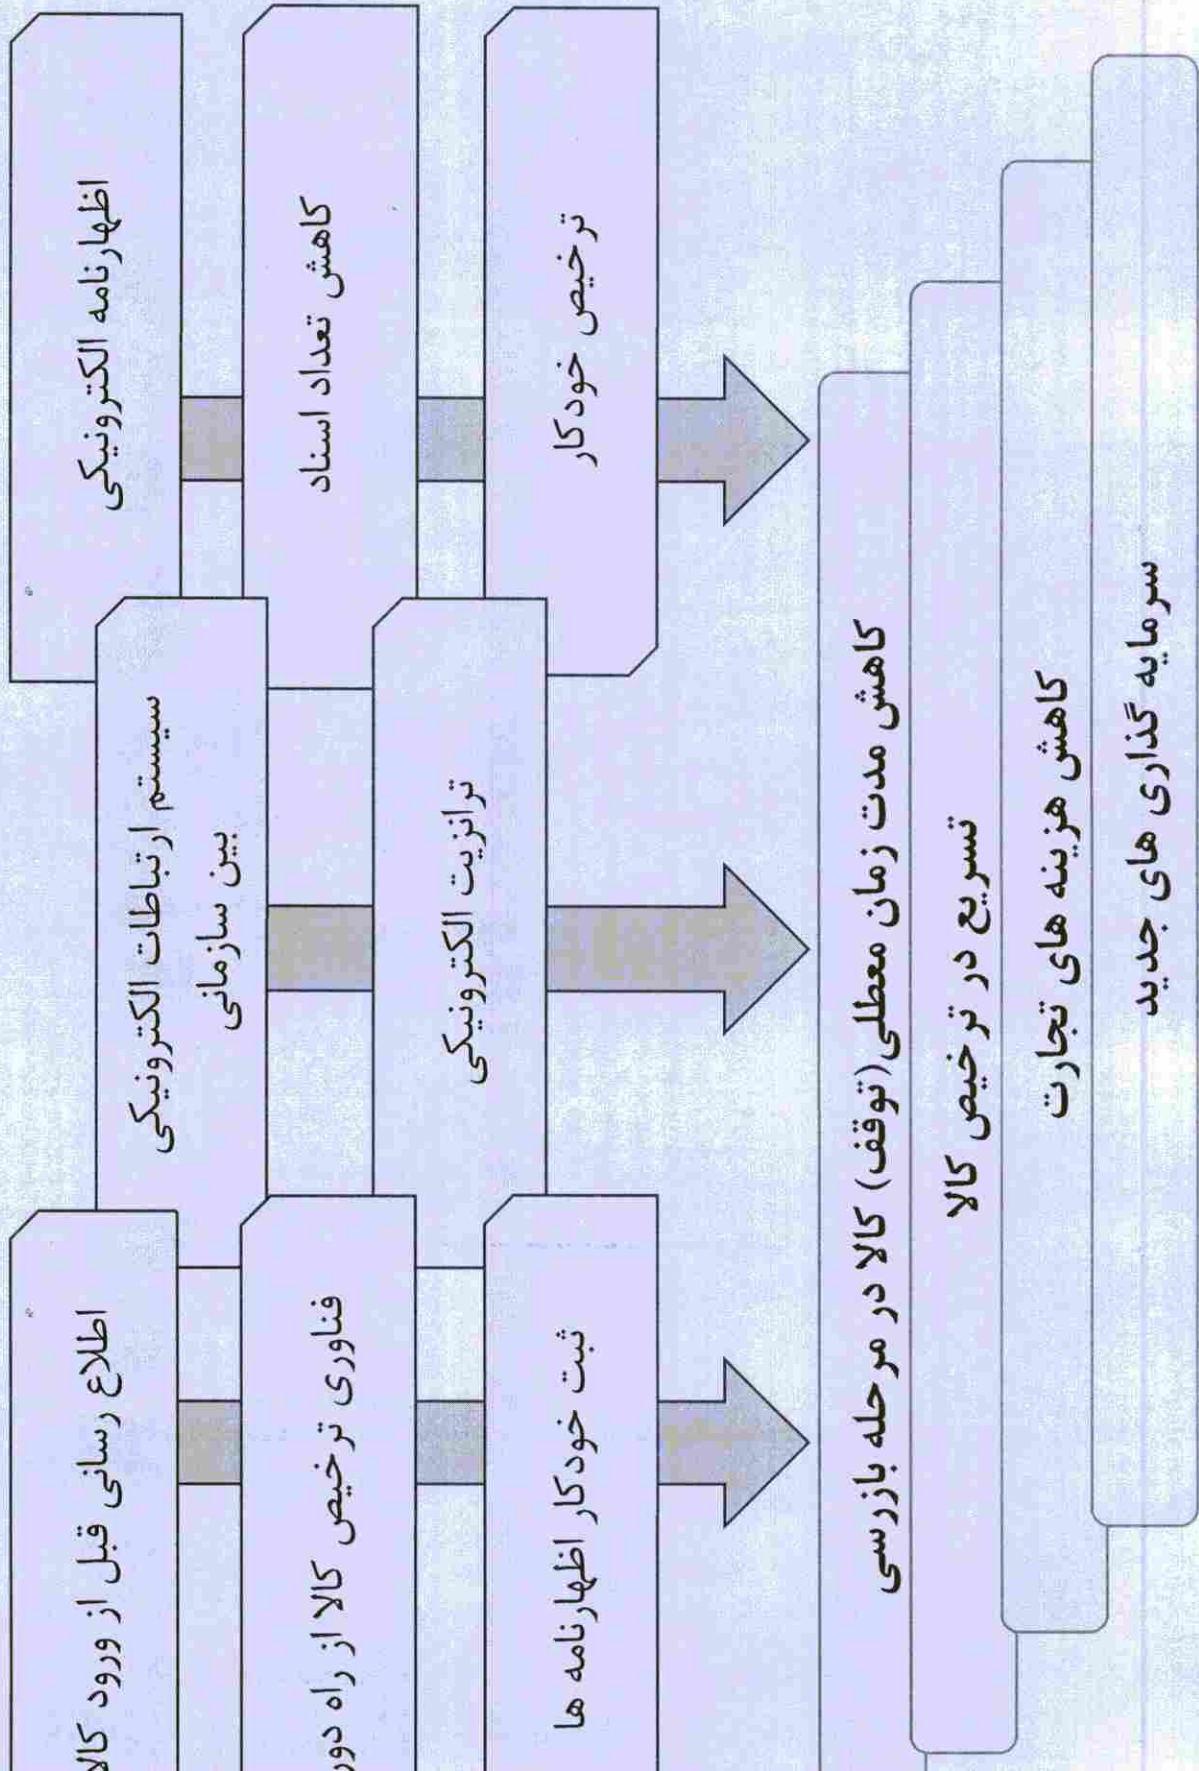 اظهارنامه الکترونیکی
کاهش تعداد اسناد
ترخیص خودکار
سیستم ارتباطات الکترونیکی
بین سازمانی
ترانزیت الکترونیکی
اطلاع رسانی قبل از ورود کالا
فناوری ترخیص کالا از راه دور
ثبت خودکار اظهارنامه ها
کاهش مدت زمان معطلی(توقف) کالا در مرحله بازرسی
تسریع در ترخیص کالا
کاهش هزینه های تجارت
سرمایه گذاری های جدید